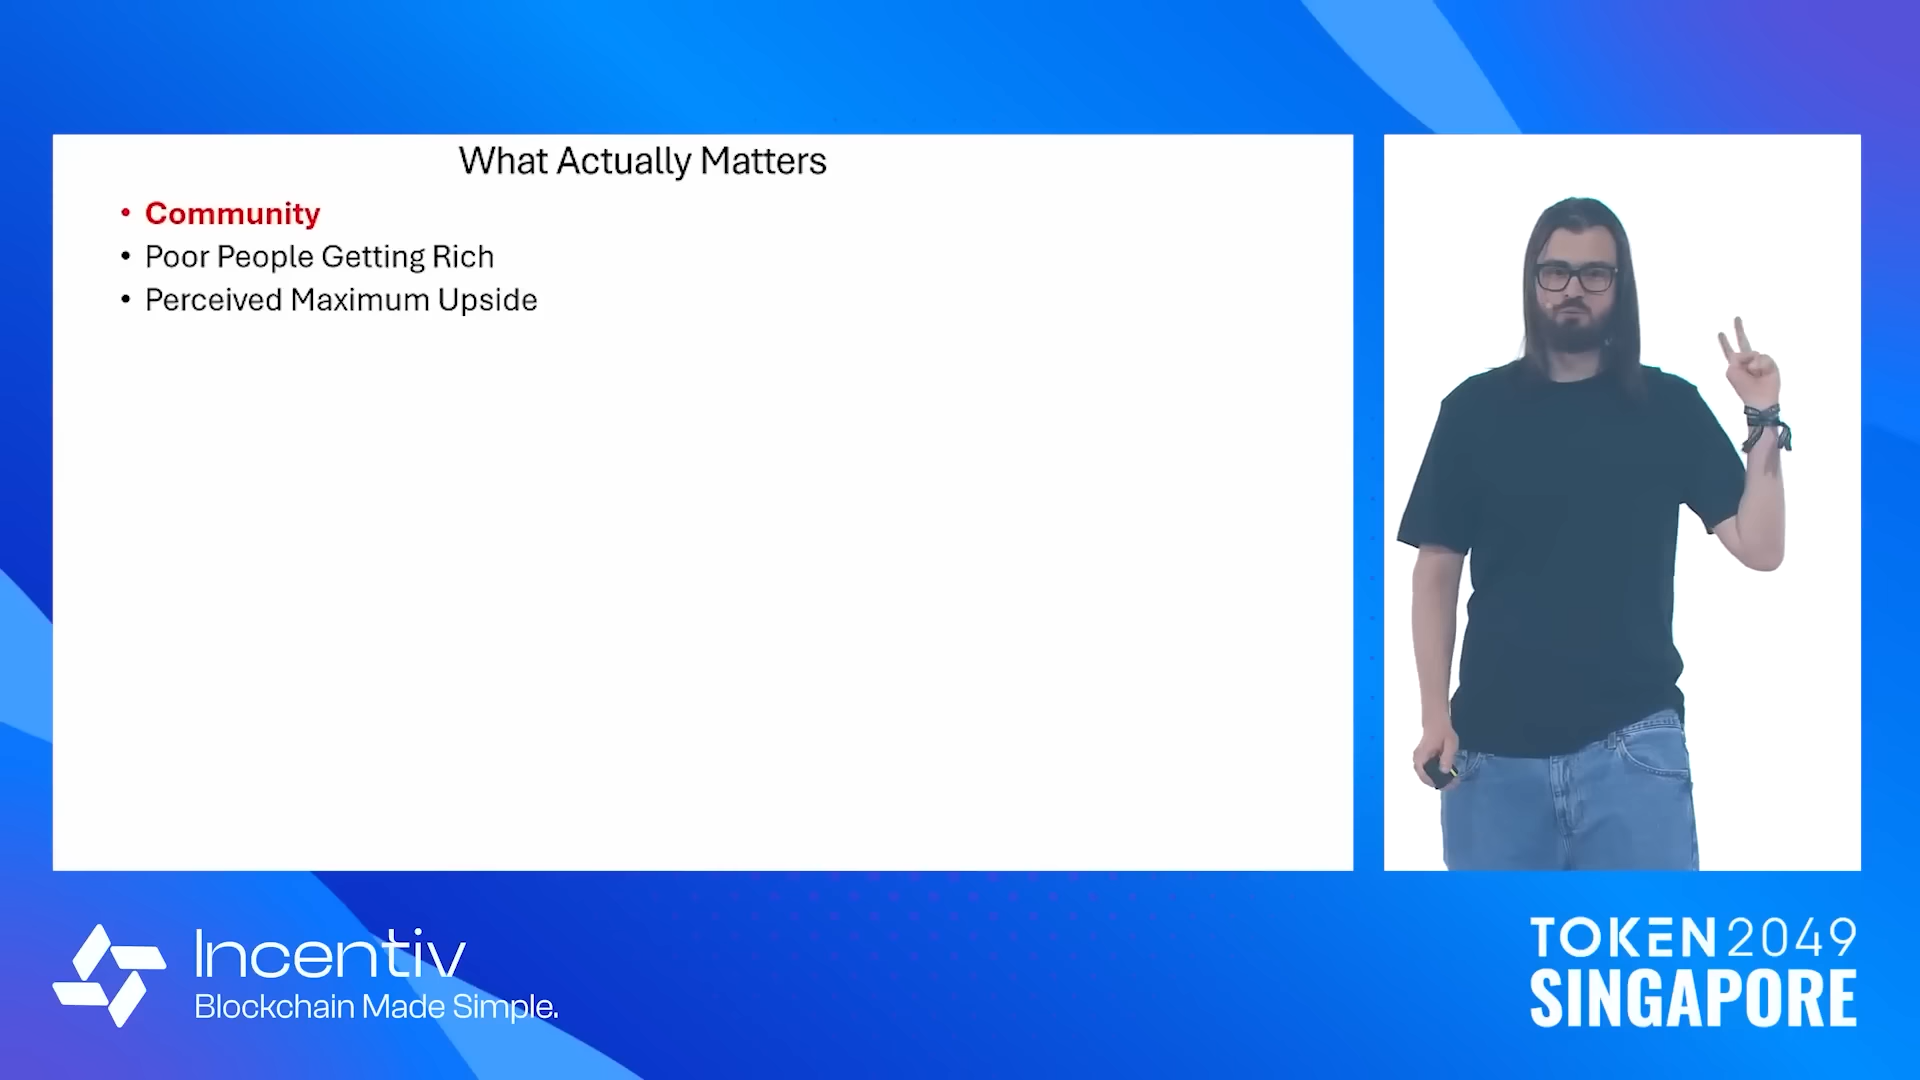 What Actually Matters
• Community
• Poor People Getting Rich
• Perceived Maximum Upside
Incentiv
Blockchain Made Simple.
TOKEN2049
SINGAPORE